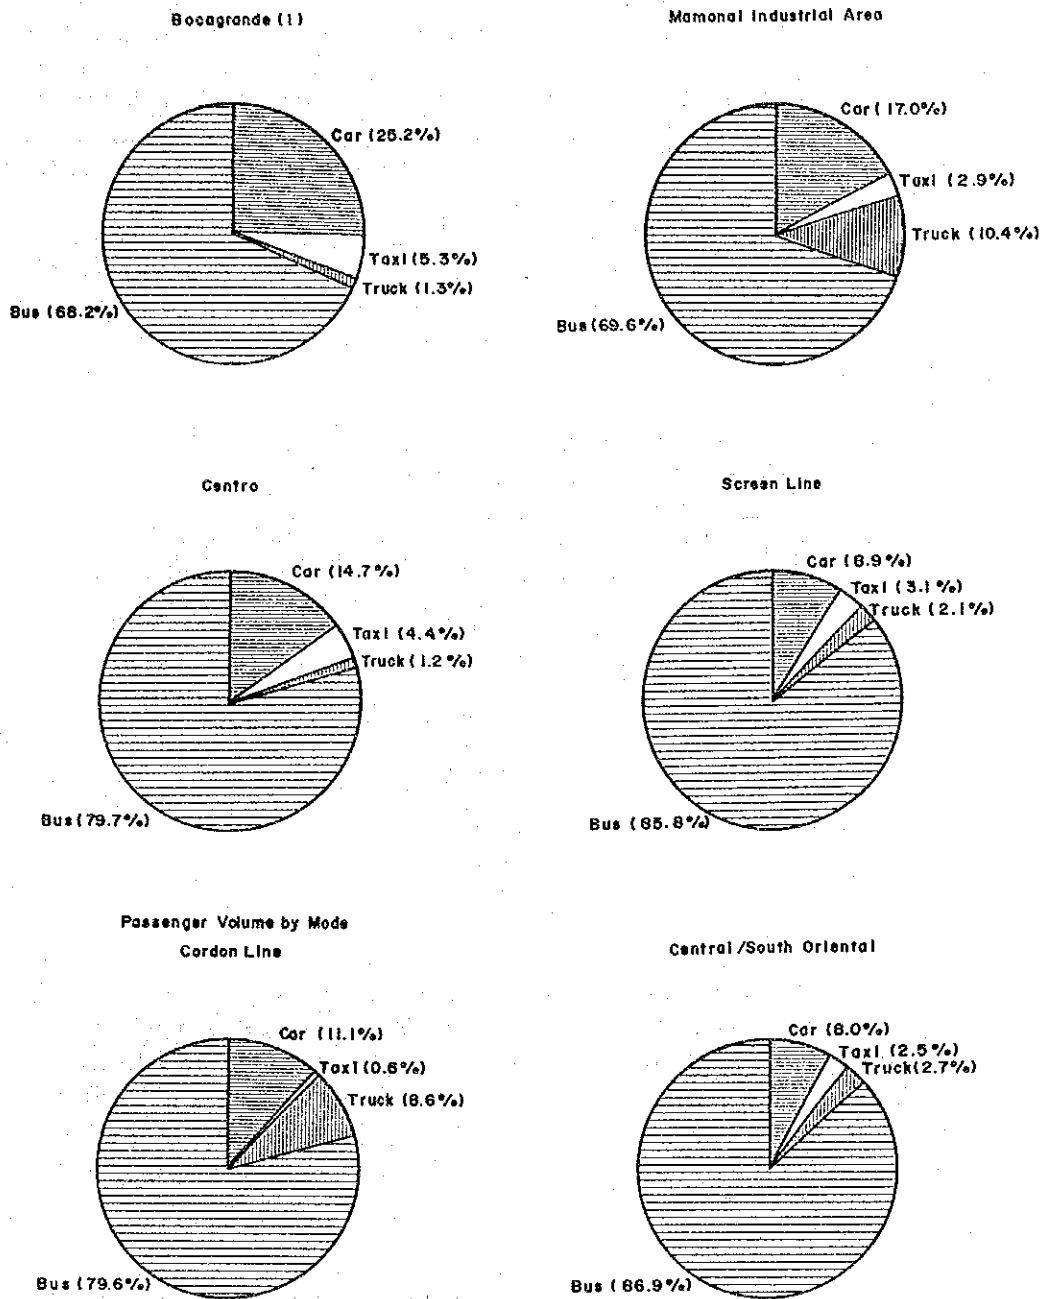 Bocagrande (1)
Car (25.2%)
Taxi (5.3%)
Truck (1.3%)
Bus (68.2%)
Mamonal Industrial Area
Car (17.0%)
Taxi (2.9%)
Truck (10.4%)
Bus (69.6%)
Centro
Car (14.7%)
Taxi (4.4%)
Truck (1.2%)
Bus (79.7%)
Screen Line
Car (8.9%)
Taxi (3.1%)
Truck (2.1%)
Bus (85.8%)
Passenger Volume by Mode
Cordon Line
Car (11.1%)
Taxi (0.6%)
Truck (8.6%)
Bus (79.6%)
Central/South Oriental
Car (8.0%)
Taxi (2.5%)
Truck (2.7%)
Bus (86.9%)